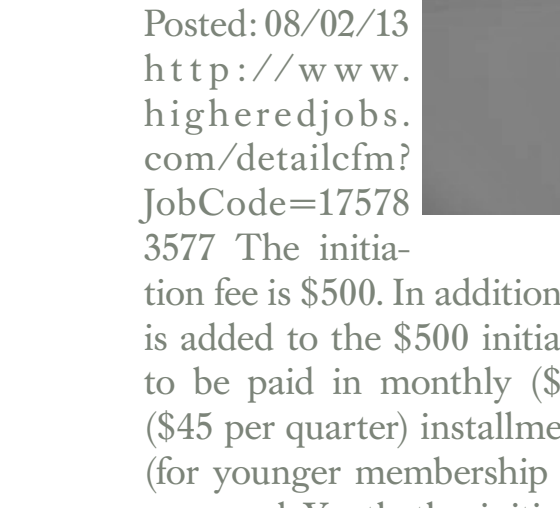 Posted: 08/02/13
http://www.
higheredjobs.
com/detailcfm?
JobCode=17578
3577 The initia-
tion fee is $500. In addition
is added to the $500 initia
to be paid in monthly ($
($45 per quarter) installme
(for younger membership